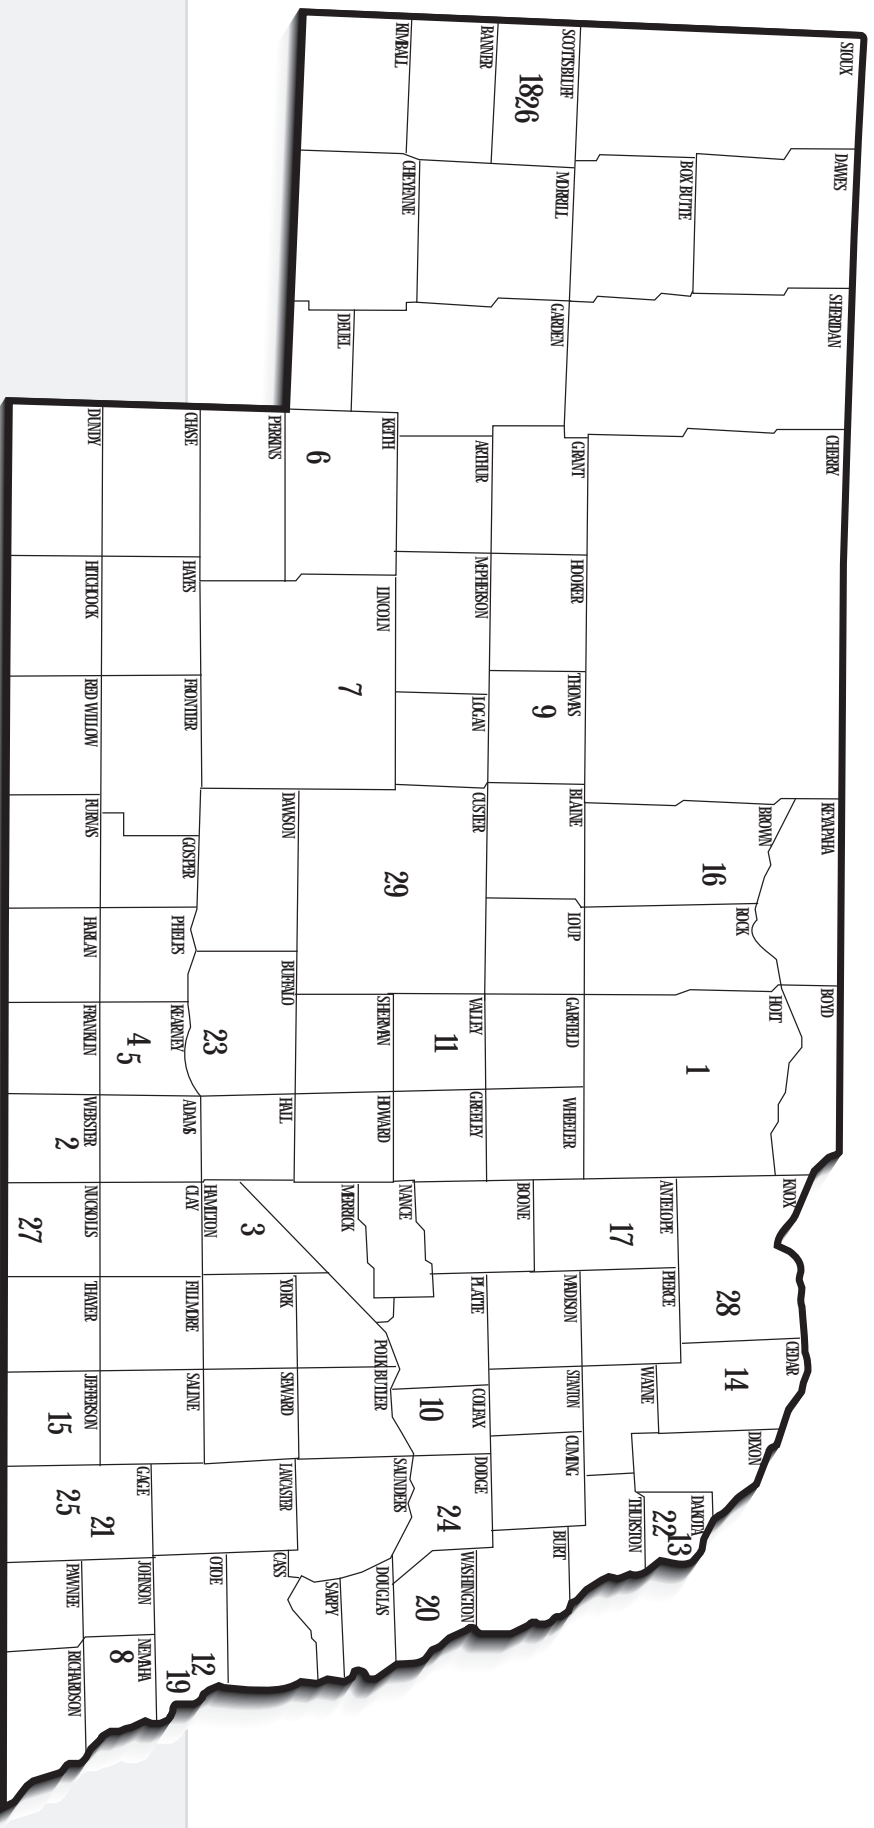 SIOUX
SCOTTSBLUFF
1826
BANNER
KIMBALL
DAWES
BOX BUTTE
MORRILL
CHEYENNE
SHERIDAN
GARDEN
DEUEL
CHERRY
GRANT
ARTHUR
KEITH
6
PERKINS
CHASE
DUNDY
HOOKER
MCPHERSON
LINCOLN
7
HAYES
HITCHCOCK
THOMAS
9
LOGAN
FRONTIER
RED WILLOW
KEYAPAHA
BROWN
16
BLAINE
CUSTER
29
DAWSON
GOSPER
FURNAS
ROCK
LOUP
PHELPS
HARLAN
BOYD
HOLT
1
GARFIELD
VALLEY
11
SHERMAN
BUFFALO
23
KEARNEY
4
5
FRANKLIN
WHEELER
GREELEY
HOWARD
HALL
ADAMS
WEBSTER
2
KNOX
28
ANTELOPE
17
BOONE
NANCE
MERRICK
HAMILTON
3
CLAY
NUCKOLLS
27
PIERCE
MADISON
PLATTE
YORK
FILLMORE
THAYER
CEDAR
14
WAYNE
STANTON
COLFAX
10
POLK
BUTLER
SEWARD
SALINE
JEFFERSON
15
DIXON
CUMING
DODGE
24
SAUNDERS
LANCASTER
GAGE
21
25
DAKOTA
13
22
THURSTON
BURT
WASHINGTON
20
DOUGLAS
SARPY
CASS
OTOE
12
19
JOHNSON
PAWNEE
NEMAHA
8
RICHARDSON